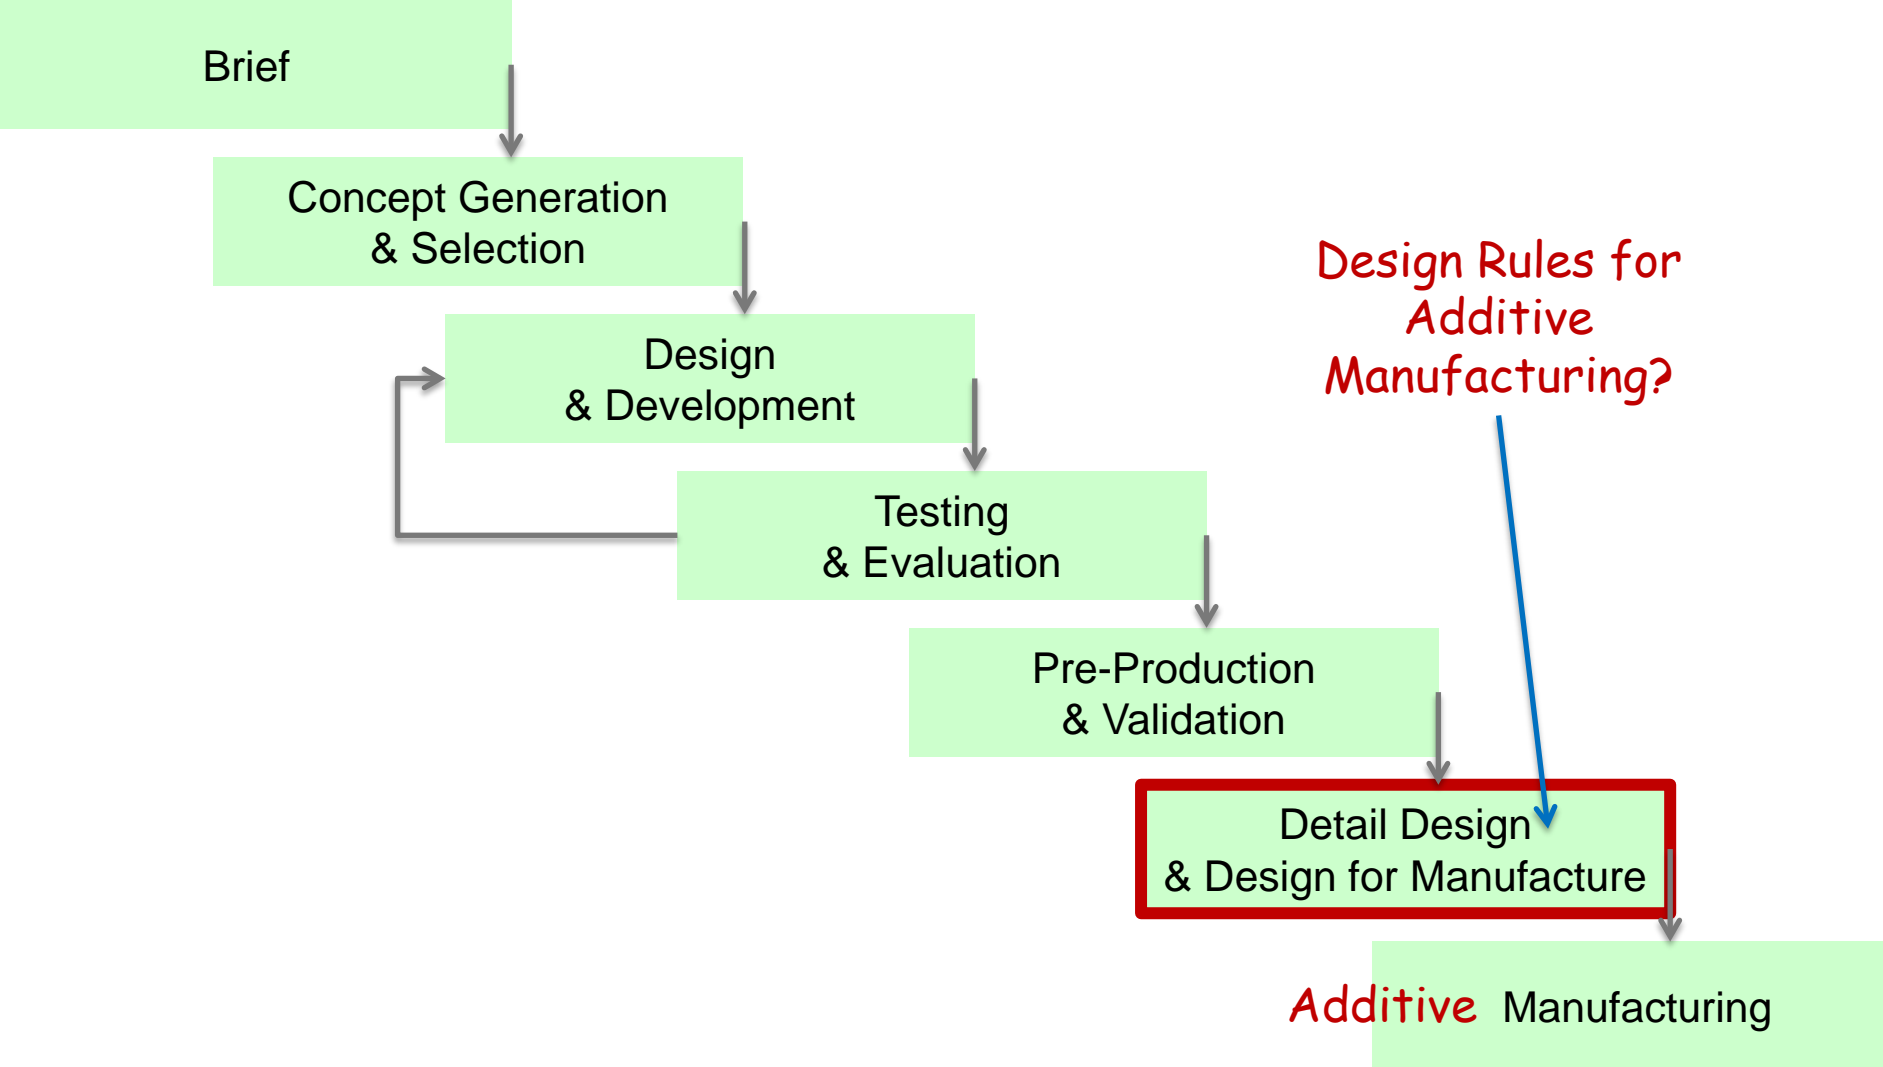 Brief
Concept Generation
& Selection
Design
& Development
Testing
& Evaluation
Pre-Production
& Validation
Design Rules for
Additive
Manufacturing?
Detail Design
& Design for Manufacture
Additive Manufacturing